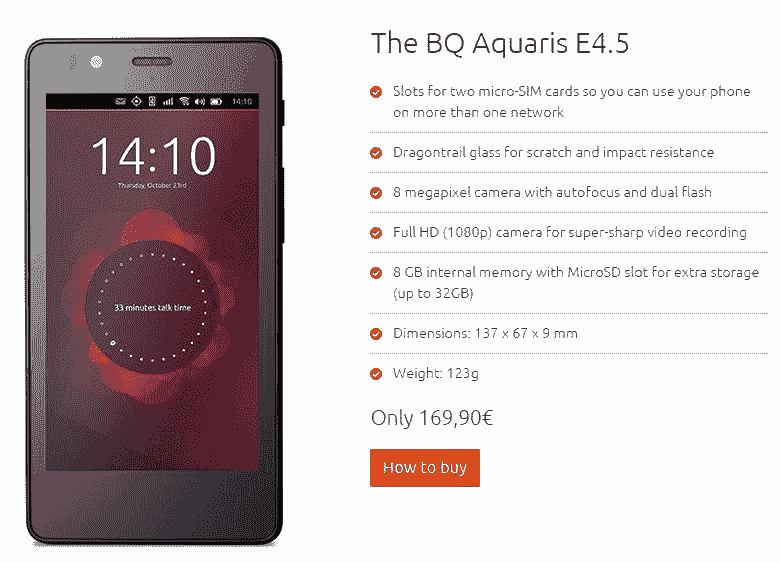 14:10
14:10
Thursday, October 23rd
33 minutes talk time
The BQ Aquaris E4.5
Slots for two micro-SIM cards so you can use your phone
on more than one network
Dragontrail glass for scratch and impact resistance
8 megapixel camera with autofocus and dual flash
Full HD (1080p) camera for super-sharp video recording
8 GB internal memory with MicroSD slot for extra storage
(up to 32GB)
Dimensions: 137 x 67 x 9 mm
Weight: 123g
Only 169,90€
How to buy